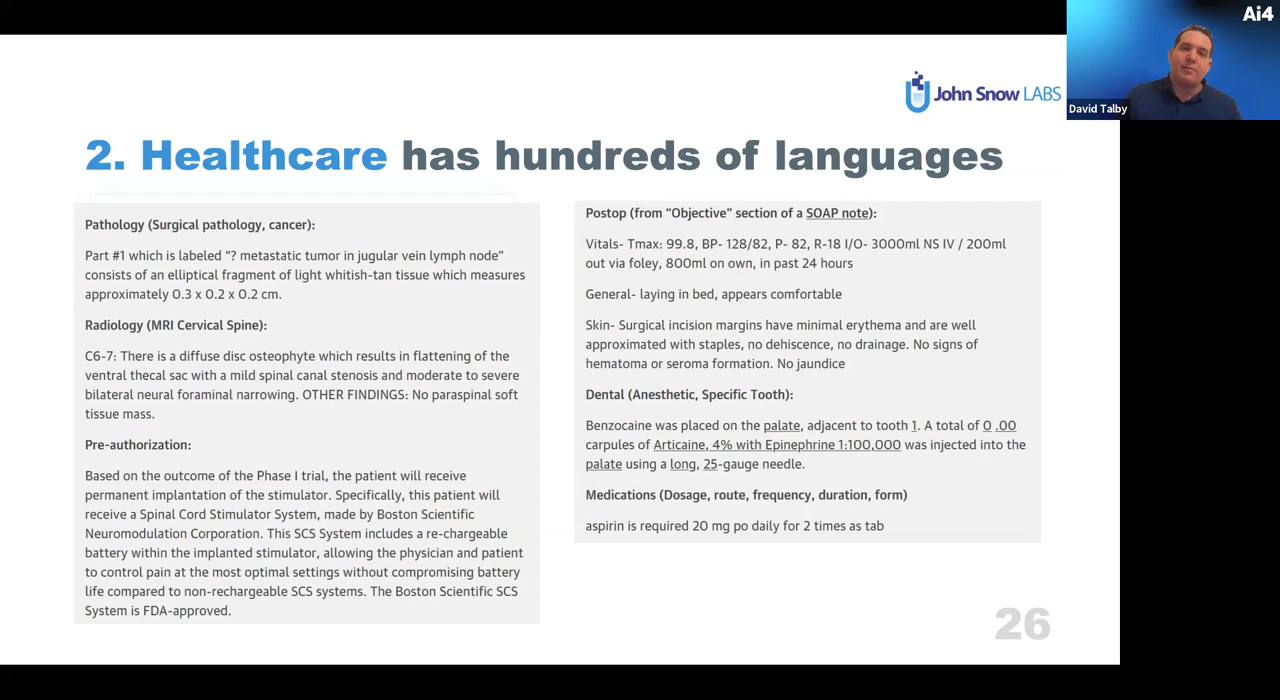 Ai4
David Talby
John Snow LABS
2. Healthcare has hundreds of languages
Pathology (Surgical pathology, cancer):
Part #1 which is labeled “? metastatic tumor in jugular vein lymph node”
consists of an elliptical fragment of light whitish-tan tissue which measures
approximately 0.3 x 0.2 x 0.2 cm.
Radiology (MRI Cervical Spine):
C6-7: There is a diffuse disc osteophyte which results in flattening of the
ventral thecal sac with a mild spinal canal stenosis and moderate to severe
bilateral neural foraminal narrowing. OTHER FINDINGS: No paraspinal soft
tissue mass.
Pre-authorization:
Based on the outcome of the Phase I trial, the patient will receive
permanent implantation of the stimulator. Specifically, this patient will
receive a Spinal Cord Stimulator System, made by Boston Scientific
Neuromodulation Corporation. This SCS System includes a re-chargeable
battery within the implanted stimulator, allowing the physician and patient
to control pain at the most optimal settings without compromising battery
life compared to non-rechargeable SCS systems. The Boston Scientific SCS
System is FDA-approved.
Postop (from “Objective” section of a SOAP note):
Vitals- Tmax: 99.8, BP- 128/82, P- 82, R-18 I/O- 3000ml NS IV / 200ml
out via foley, 800ml on own, in past 24 hours
General- laying in bed, appears comfortable
Skin- Surgical incision margins have minimal erythema and are well
approximated with staples, no dehiscence, no drainage. No signs of
hematoma or seroma formation. No jaundice
Dental (Anesthetic, Specific Tooth):
Benzocaine was placed on the palate, adjacent to tooth 1. A total of 0 .00
carpules of Articaine, 4% with Epinephrine 1:100,000 was injected into the
palate using a long, 25-gauge needle.
Medications (Dosage, route, frequency, duration, form)
aspirin is required 20 mg po daily for 2 times as tab
26